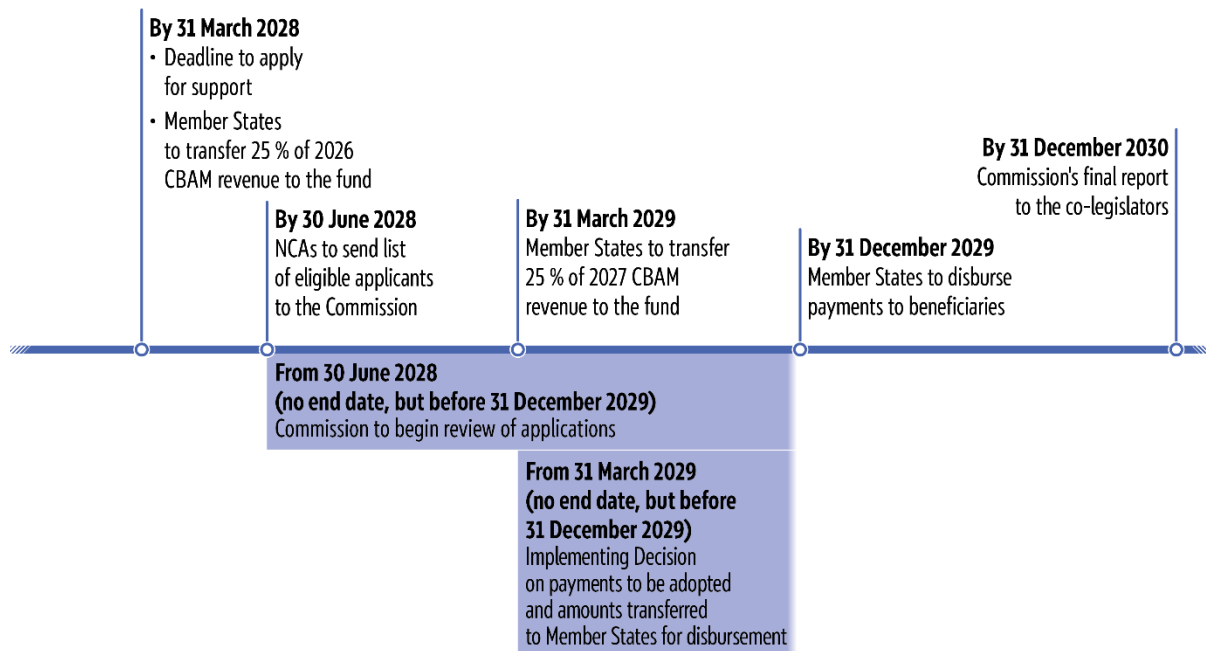 By 31 March 2028
• Deadline to apply
for support
• Member States
to transfer 25 % of 2026
CBAM revenue to the fund
By 30 June 2028
NCAs to send list
of eligible applicants
to the Commission
By 31 March 2029
Member States to transfer
25 % of 2027 CBAM
revenue to the fund
By 31 December 2029
Member States to disburse
payments to beneficiaries
By 31 December 2030
Commission's final report
to the co-legislators
From 30 June 2028
(no end date, but before 31 December 2029)
Commission to begin review of applications
From 31 March 2029
(no end date, but before
31 December 2029)
Implementing Decision
on payments to be adopted
and amounts transferred
to Member States for disbursement